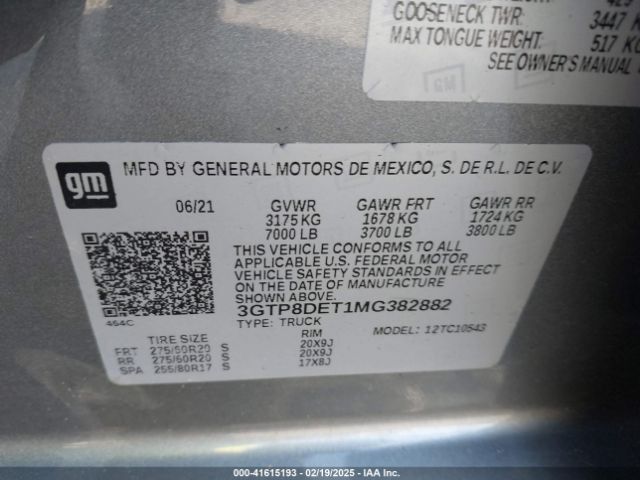 GOOSENECK TWR: 3447 K
MAX TONGUE WEIGHT: 517 KG
SEE OWNER'S MANUAL
GM
gm
MFD BY GENERAL MOTORS DE MEXICO, S. DE R.L. DE C.V.
06/21 GVWR GAWR FRT GAWR RR
3175 KG 1678 KG 1724 KG
7000 LB 3700 LB 3800 LB
THIS VEHICLE CONFORMS TO ALL
APPLICABLE U.S. FEDERAL MOTOR
VEHICLE SAFETY STANDARDS IN EFFECT
ON THE DATE OF MANUFACTURE
SHOWN ABOVE.
3GTP8DET1MG382882
464C
TYPE: TRUCK MODEL: 12TC10543
TIRE SIZE RIM
FRT 275/60R20 S 20X9J
RR 275/60R20 S 20X9J
SPA 255/80R17 S 17X8J
000-41615193 - 02/19/2025 - IAA Inc.